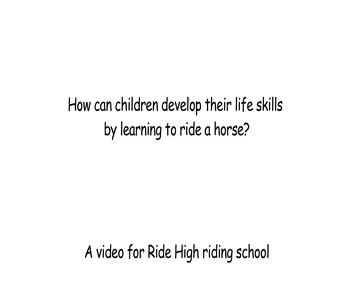 How can children develop their life skills
by learning to ride a horse?
A video for Ride High riding school